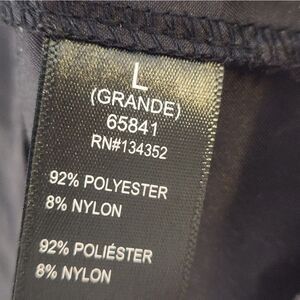 L
(GRANDE)
65841
RN#134352
92% POLYESTER
8% NYLON
92% POLIÉSTER
8% NYLON